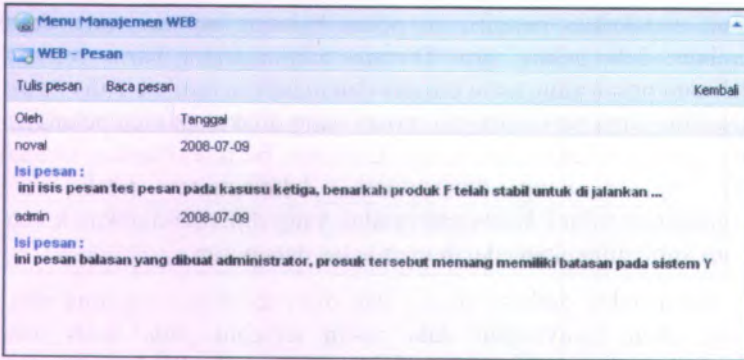 Menu Manajemen WEB
WEB - Pesan
Tulis pesan Baca pesan Kembali
Oleh Tanggal
noval 2008-07-09
Isi pesan :
ini isis pesan tes pesan pada kasusu ketiga, benarkah produk F telah stabil untuk di jalankan ...
admin 2008-07-09
Isi pesan :
ini pesan balasan yang dibuat administrator, produk tersebut memang memiliki batasan pada sistem Y